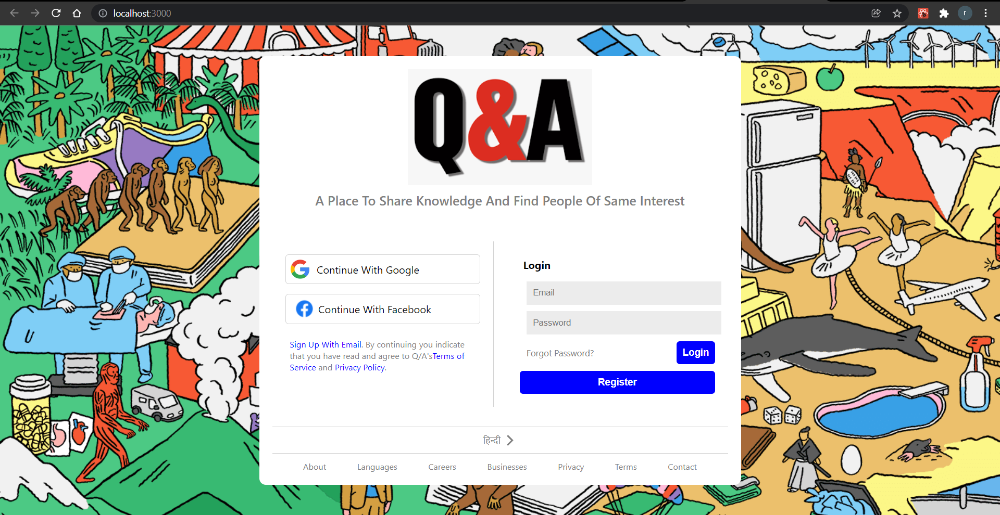 localhost:3000
r
Q&A
A Place To Share Knowledge And Find People Of Same Interest
Continue With Google
Continue With Facebook
Sign Up With Email. By continuing you indicate
that you have read and agree to Q/A'sTerms of
Service and Privacy Policy.
Login
Email
Password
Forgot Password?
Login
Register
हिन्दी
About Languages Careers Businesses Privacy Terms Contact